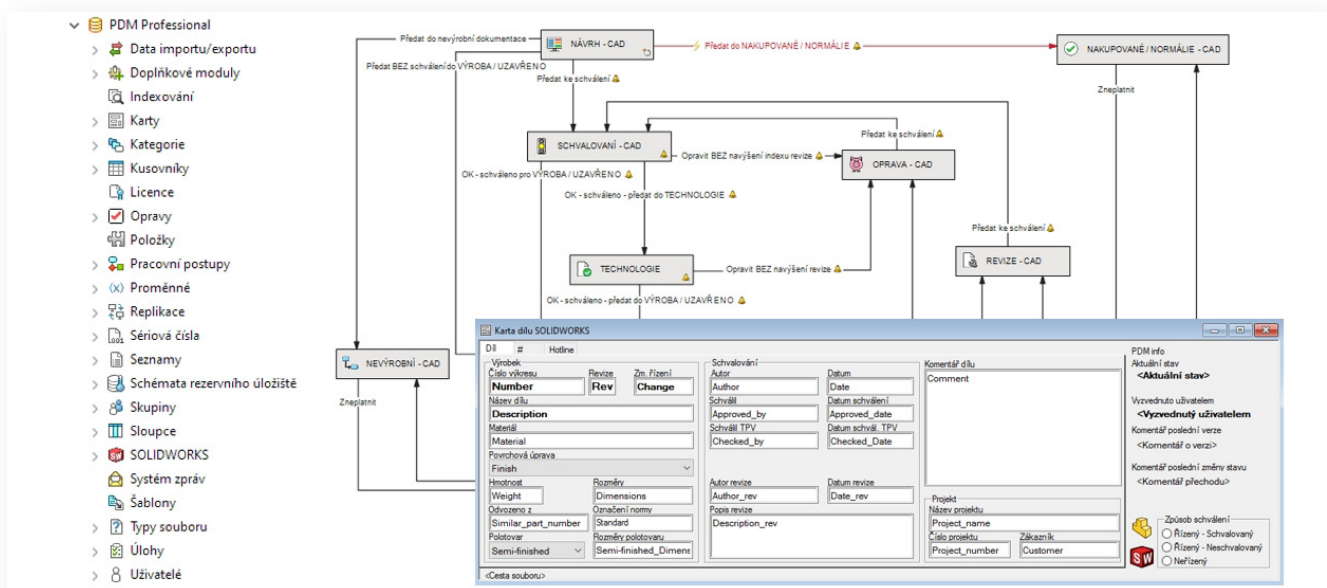 PDM Professional
Data importu/exportu
Doplňkové moduly
Indexování
Karty
Kategorie
Kusovníky
Licence
Opravy
Položky
Pracovní postupy
(x) Proměnné
Replikace
Sériová čísla
Seznamy
Schémata rezervního úložiště
Skupiny
Sloupce
SOLIDWORKS
Systém zpráv
Šablony
Typy souboru
Úlohy
Uživatelé
Předat do nevýrobní dokumentace
NÁVRH - CAD
Předat do NAKUPOVANÉ / NORMÁLIE
NAKUPOVANÉ / NORMÁLIE - CAD
Předat BEZ schválení do VÝROBA / UZAVŘENO
Předat ke schválení
Zneplatnit
SCHVALOVANÍ - CAD
Předat ke schválení
Opravit BEZ navýšení indexu revize
OPRAVA - CAD
OK - schváleno pro VÝROBA / UZAVŘENO
OK - schváleno - předat do TECHNOLOGIE
Předat ke schválení
TECHNOLOGIE
Opravit BEZ navýšení revize
REVIZE - CAD
OK - schváleno - předat do VÝROBA / UZAVŘENO
NEVÝROBNÍ - CAD
Zneplatnit
Karta dílu SOLIDWORKS
Díl # Hotline
Výrobek
Číslo výkresu Revize Zm. řízení
Number Rev Change
Název dílu
Description
Materiál
Material
Povrchová úprava
Finish
Hmotnost Rozměry
Weight Dimensions
Odvozeno z Označení normy
Similar_part_number Standard
Polotovar Rozměry polotovaru
Semi-finished Semi-finished_Dimens
Schvalování
Autor Datum
Author Date
Schválil Datum schválení
Approved_by Approved_date
Schválil TPV Datum schvál. TPV
Checked_by Checked_Date
Autor revize Datum revize
Author_rev Date_rev
Popis revize
Description_rev
Komentář dílu
Comment
Projekt
Název projektu
Project_name
Číslo projektu Zákazník
Project_number Customer
PDM info
Aktuální stav
<Aktuální stav>
Vyzvednuto uživatelem
<Vyzvednutý uživatelem
Komentář poslední verze
<Komentář o verzi>
Komentář poslední změny stavu
<Komentář přechodu>
Způsob schválení
Řízený - Schvalovaný
Řízený - Neschvalovaný
Neřízený
SW
<Cesta souboru>